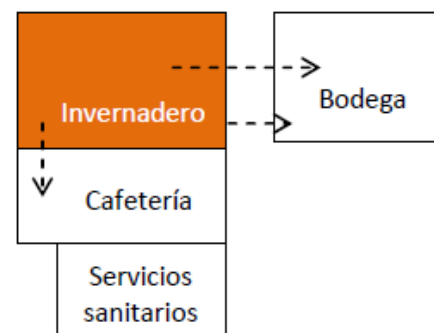 Invernadero
Bodega
Cafetería
Servicios
sanitarios